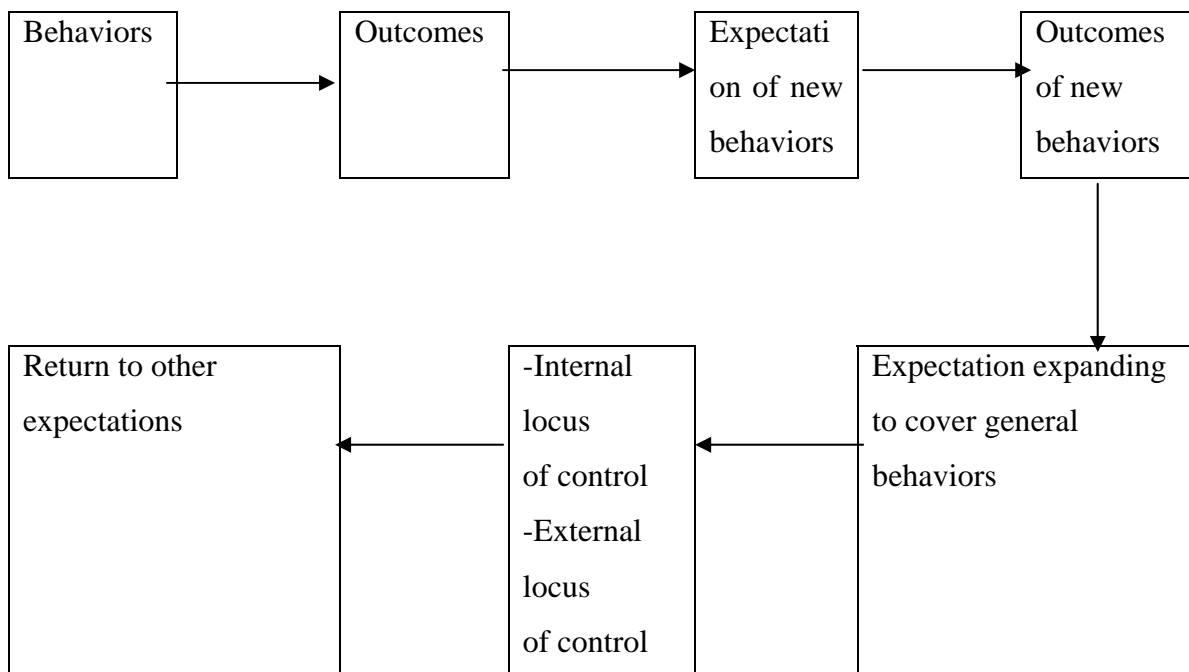 Behaviors
Outcomes
Expectati
on of new
behaviors
Outcomes
of new
behaviors
Return to other
expectations
-Internal
locus
of control
-External
locus
of control
Expectation expanding
to cover general
behaviors